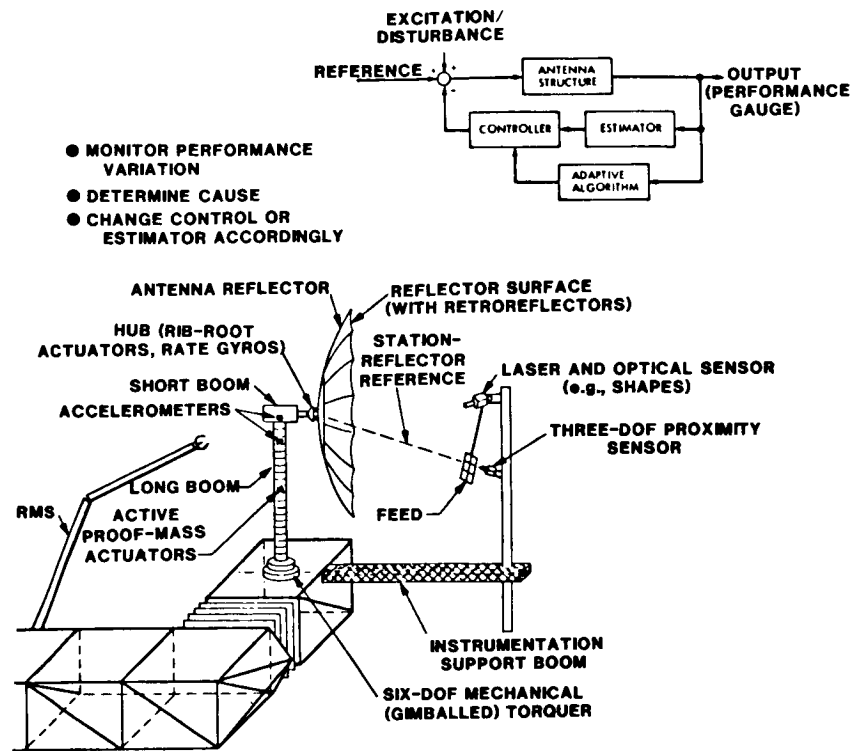 EXCITATION/
DISTURBANCE
REFERENCE
+
+
-
ANTENNA
STRUCTURE
OUTPUT
(PERFORMANCE
GAUGE)
CONTROLLER
ESTIMATOR
ADAPTIVE
ALGORITHM
● MONITOR PERFORMANCE
VARIATION
● DETERMINE CAUSE
● CHANGE CONTROL OR
ESTIMATOR ACCORDINGLY
ANTENNA REFLECTOR
REFLECTOR SURFACE
(WITH RETROREFLECTORS)
HUB (RIB-ROOT
ACTUATORS, RATE GYROS)
STATION-
REFLECTOR
REFERENCE
LASER AND OPTICAL SENSOR
(e.g., SHAPES)
SHORT BOOM
ACCELEROMETERS
THREE-DOF PROXIMITY
SENSOR
LONG BOOM
FEED
RMS
ACTIVE
PROOF-MASS
ACTUATORS
INSTRUMENTATION
SUPPORT BOOM
SIX-DOF MECHANICAL
(GIMBALLED) TORQUER